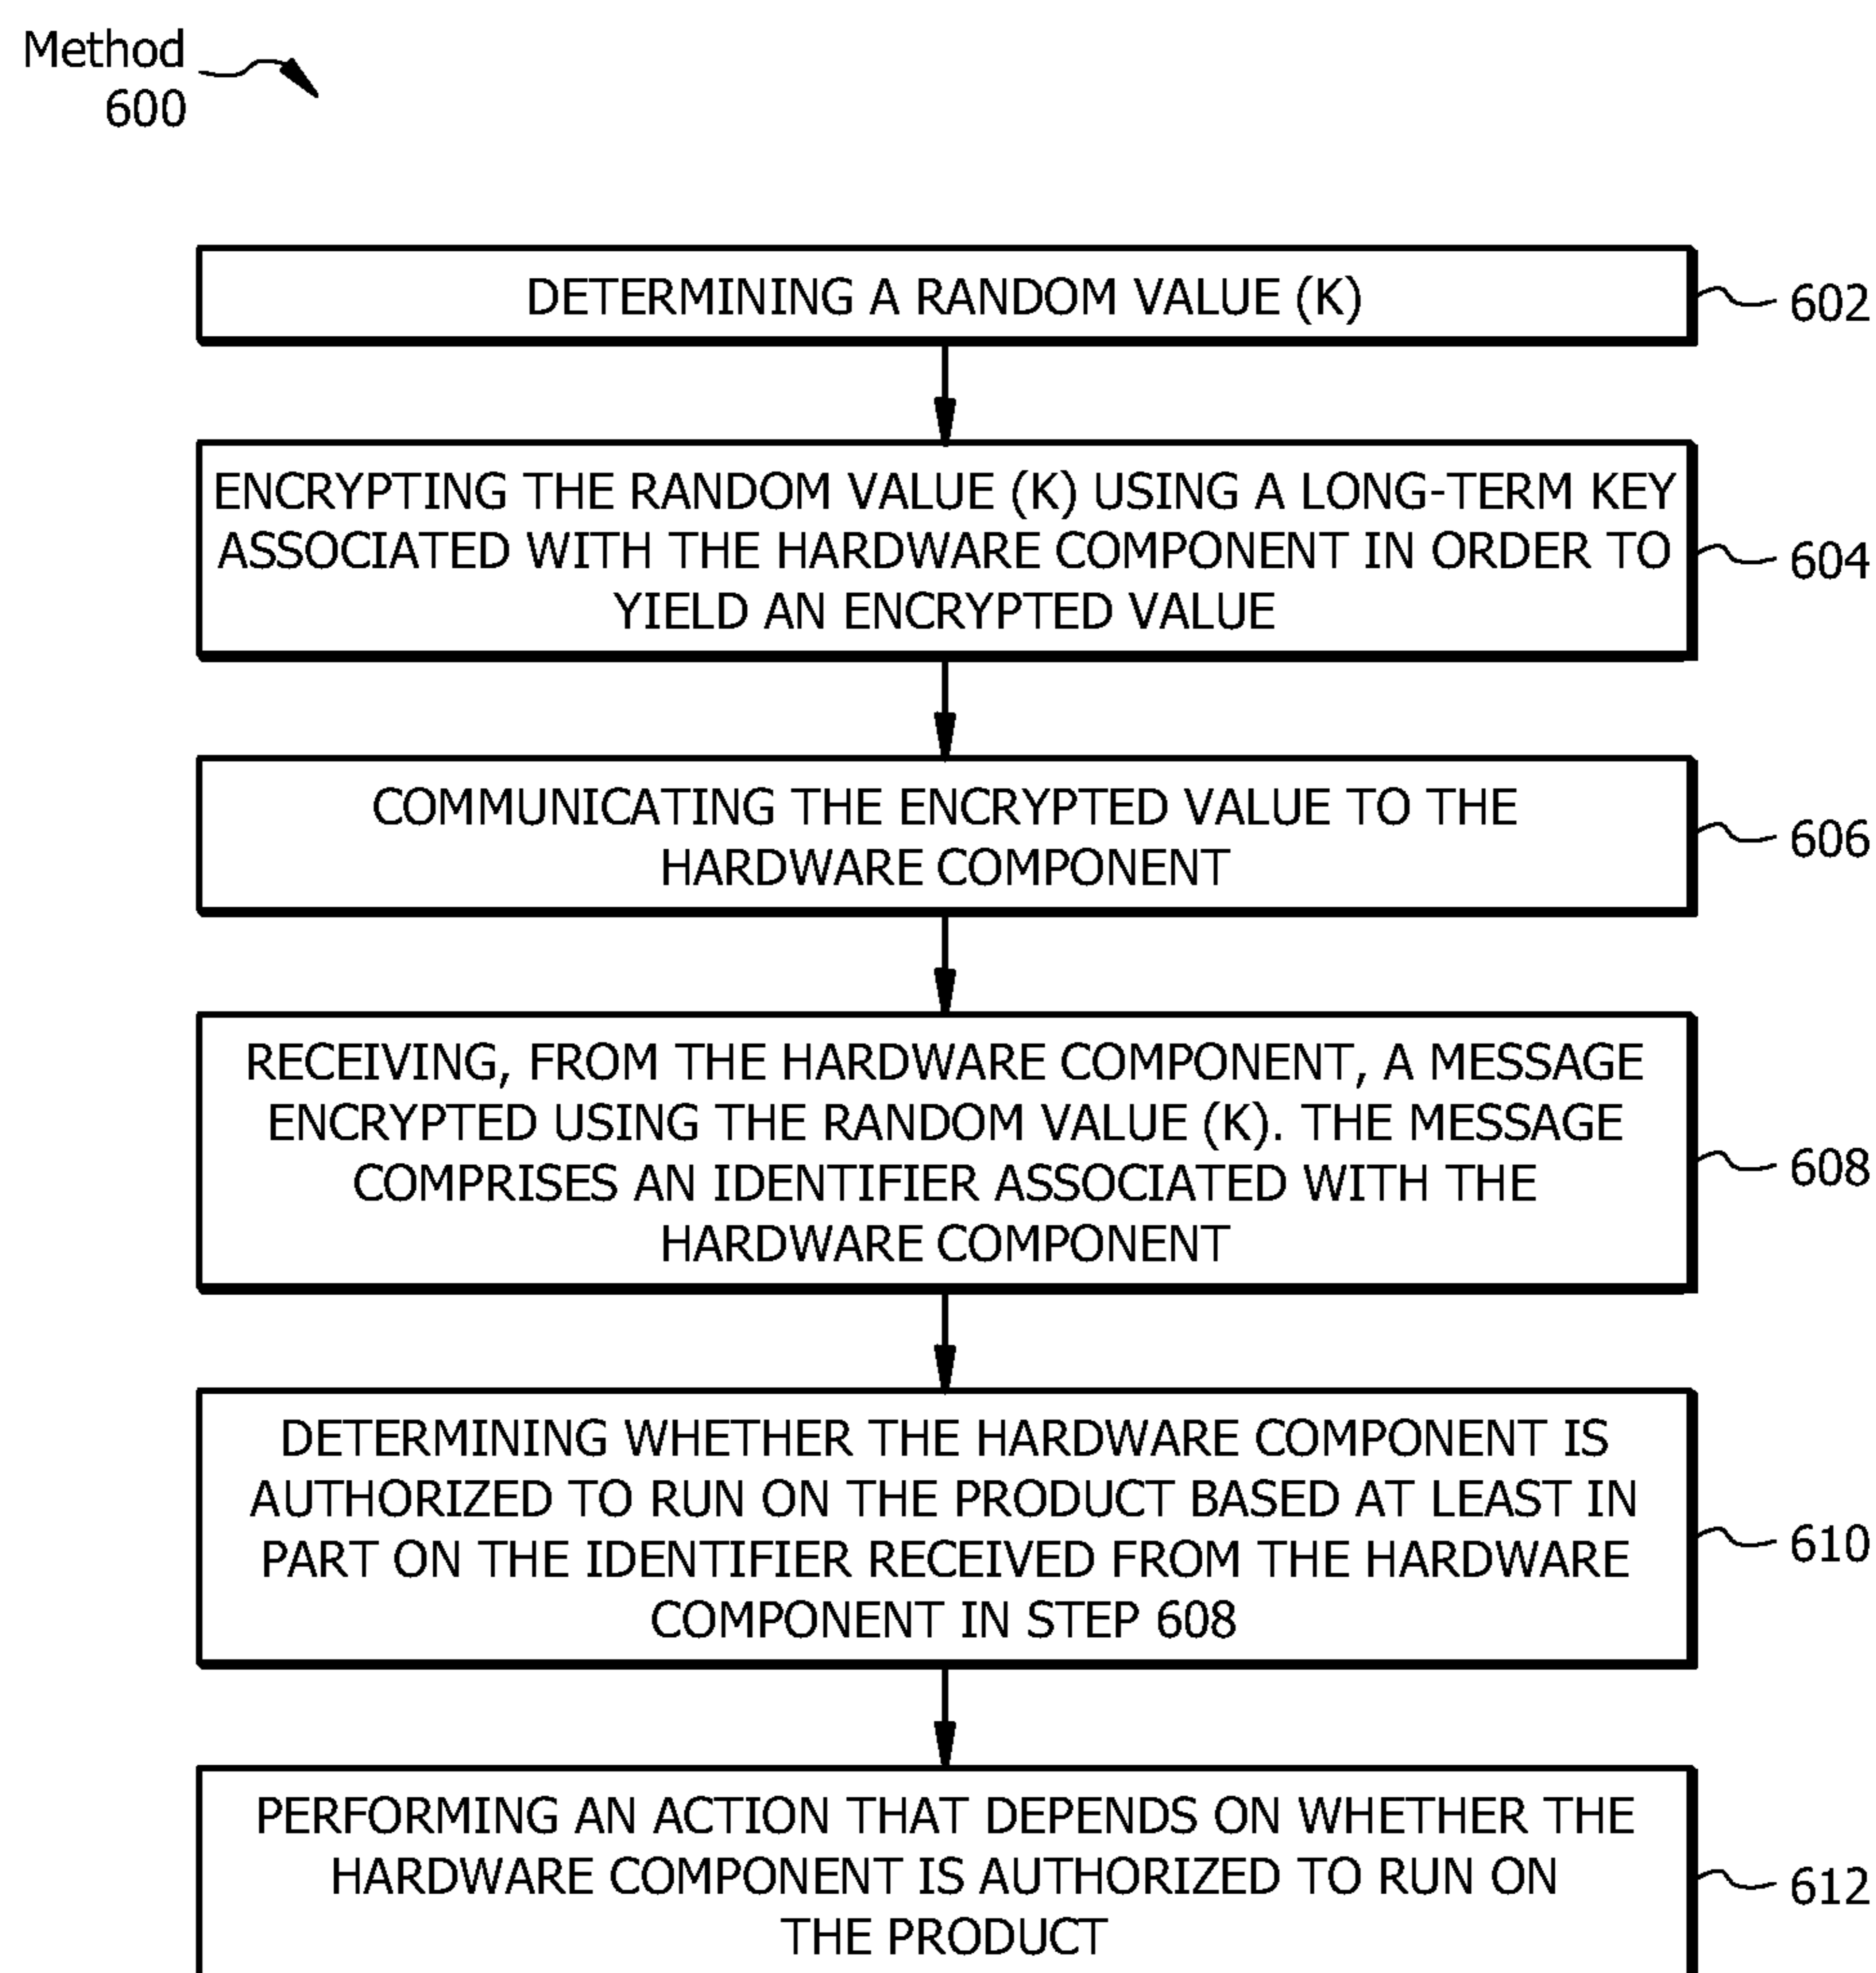 Method
600
DETERMINING A RANDOM VALUE (K)
602
ENCRYPTING THE RANDOM VALUE (K) USING A LONG-TERM KEY
ASSOCIATED WITH THE HARDWARE COMPONENT IN ORDER TO
YIELD AN ENCRYPTED VALUE
604
COMMUNICATING THE ENCRYPTED VALUE TO THE
HARDWARE COMPONENT
606
RECEIVING, FROM THE HARDWARE COMPONENT, A MESSAGE
ENCRYPTED USING THE RANDOM VALUE (K). THE MESSAGE
COMPRISES AN IDENTIFIER ASSOCIATED WITH THE
HARDWARE COMPONENT
608
DETERMINING WHETHER THE HARDWARE COMPONENT IS
AUTHORIZED TO RUN ON THE PRODUCT BASED AT LEAST IN
PART ON THE IDENTIFIER RECEIVED FROM THE HARDWARE
COMPONENT IN STEP 608
610
PERFORMING AN ACTION THAT DEPENDS ON WHETHER THE
HARDWARE COMPONENT IS AUTHORIZED TO RUN ON
THE PRODUCT
612